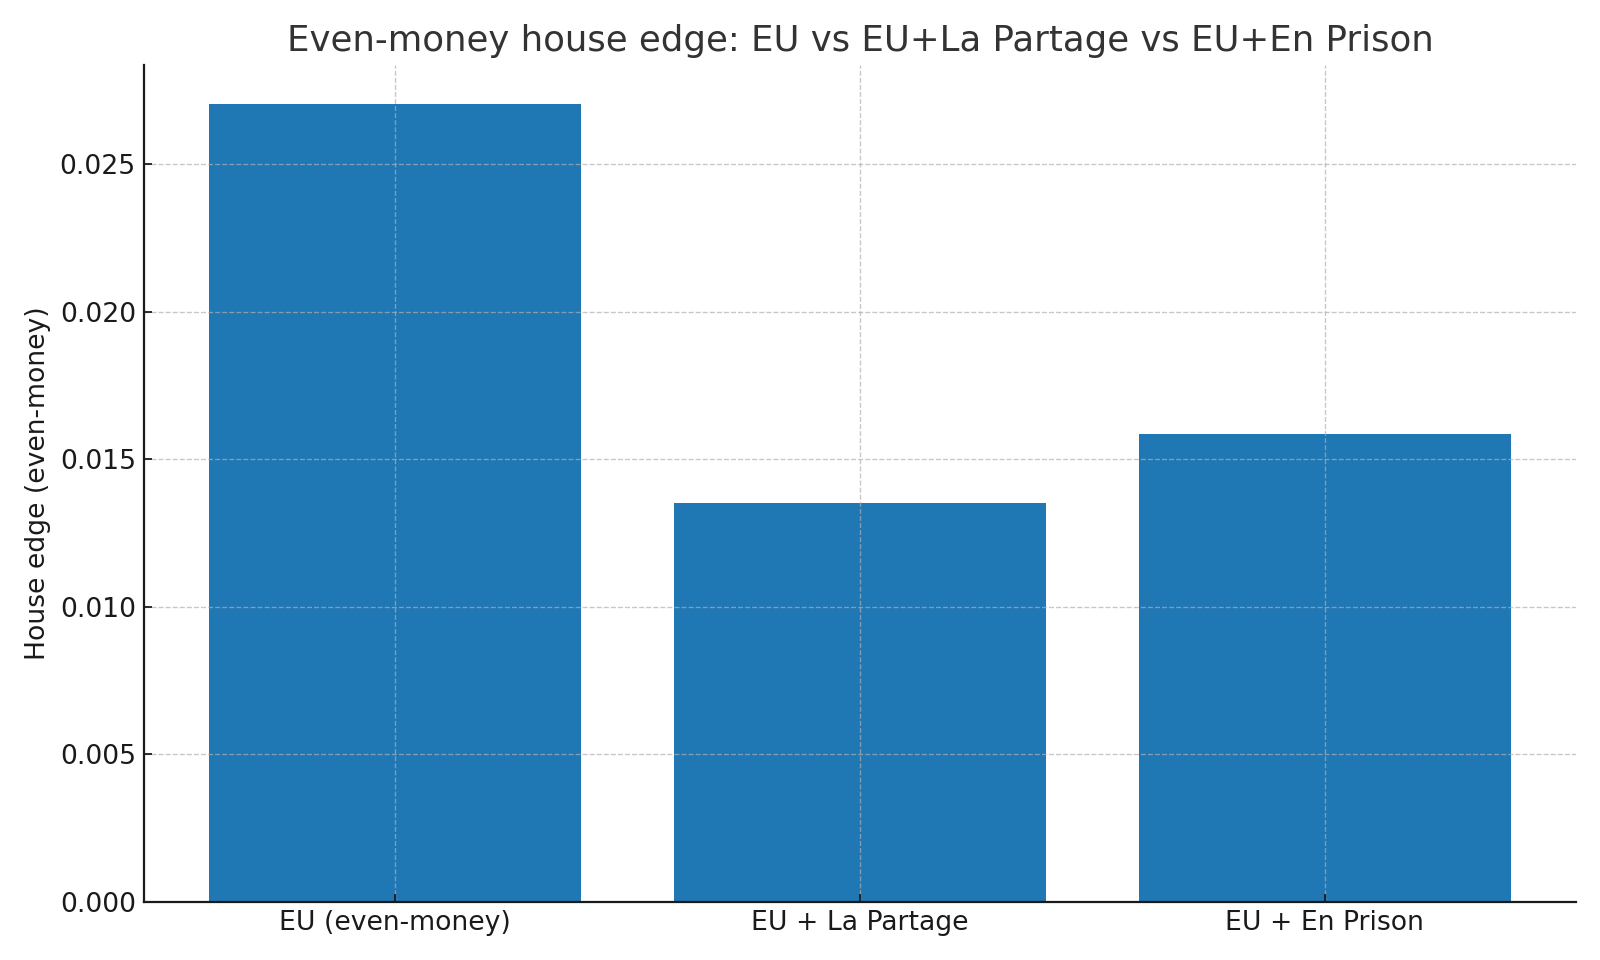 Even-money house edge: EU vs EU+La Partage vs EU+En Prison
House edge (even-money)
0.025
0.020
0.015
0.010
0.005
0.000
EU (even-money)
EU + La Partage
EU + En Prison